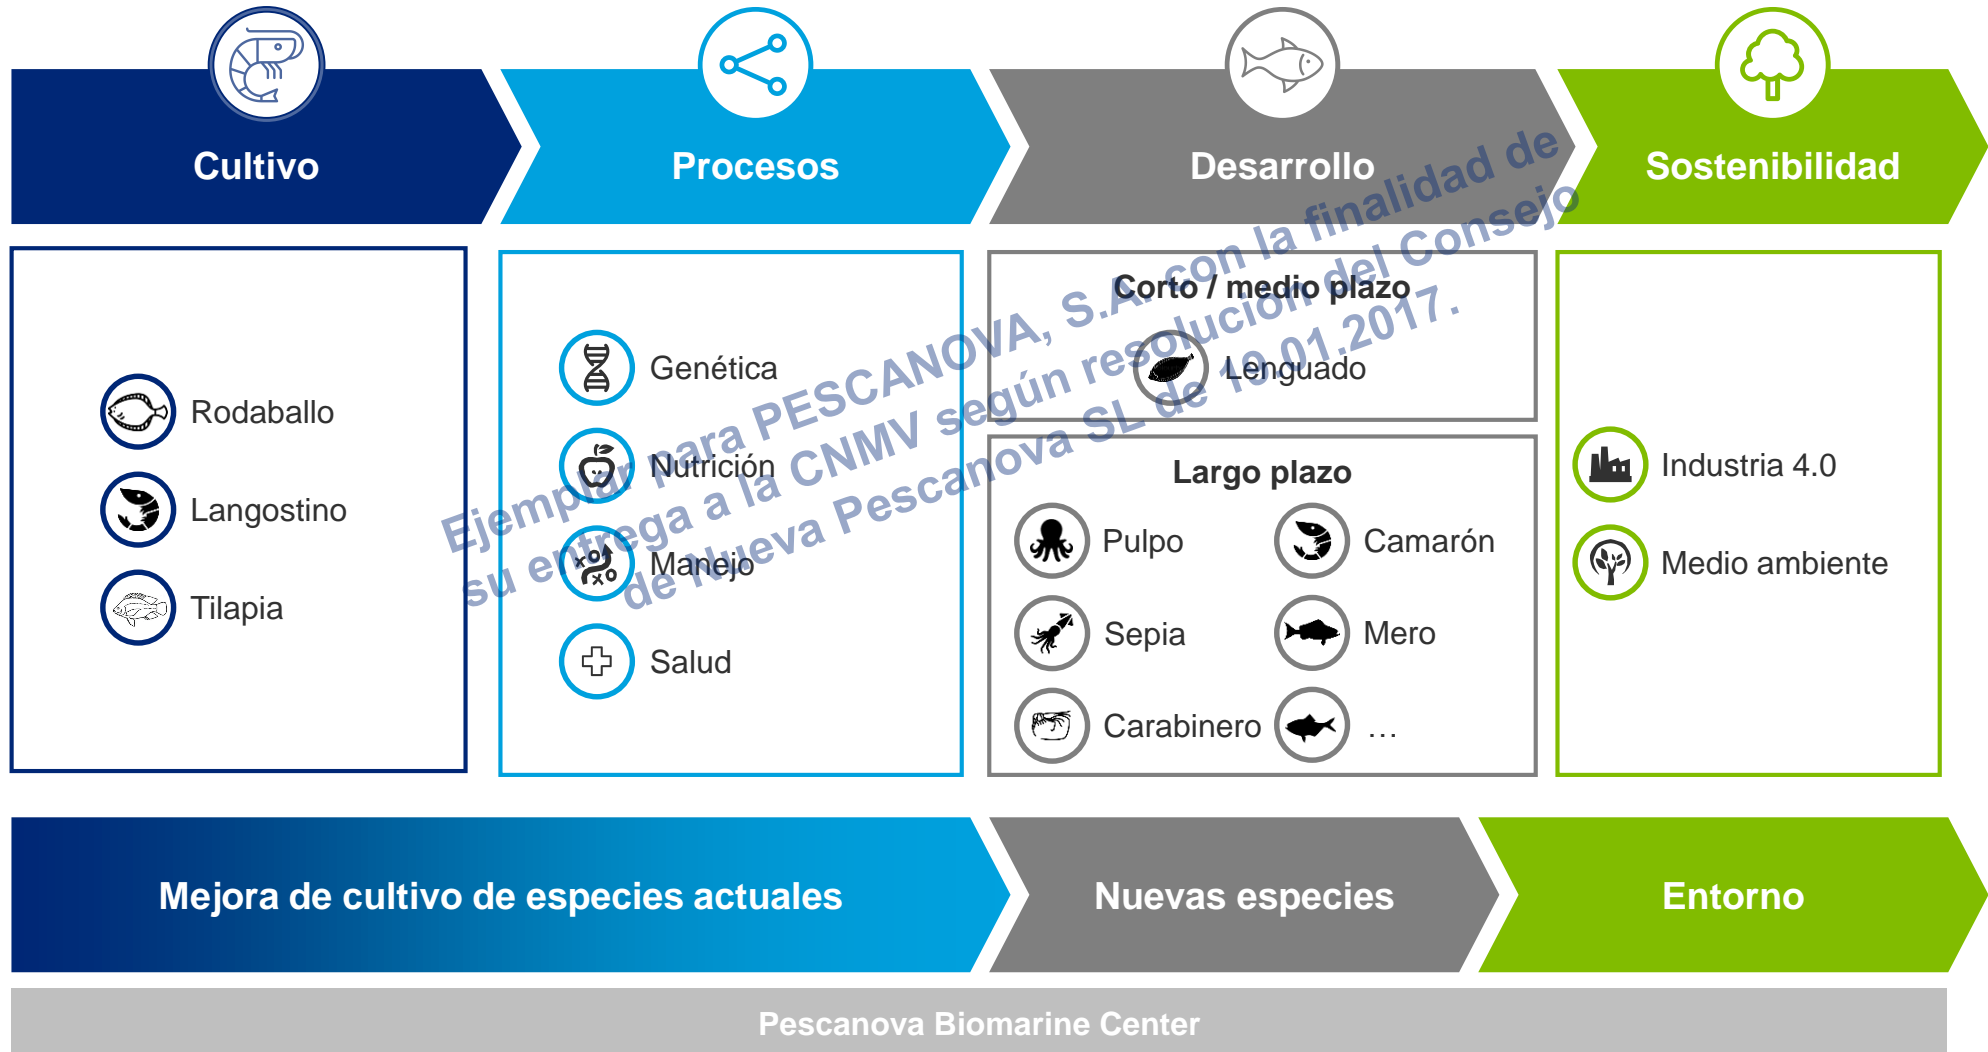 Cultivo
Procesos
Desarrollo
Sostenibilidad
Rodaballo
Langostino
Tilapia
Genética
Nutrición
Manejo
Salud
Corto / medio plazo
Lenguado
Largo plazo
Pulpo
Camarón
Sepia
Mero
Carabinero
…
Industria 4.0
Medio ambiente
Ejemplar para PESCANOVA, S.A. con la finalidad de
su entrega a la CNMV según resolución del Consejo
de Nueva Pescanova SL de 10.01.2017.
Mejora de cultivo de especies actuales
Nuevas especies
Entorno
Pescanova Biomarine Center